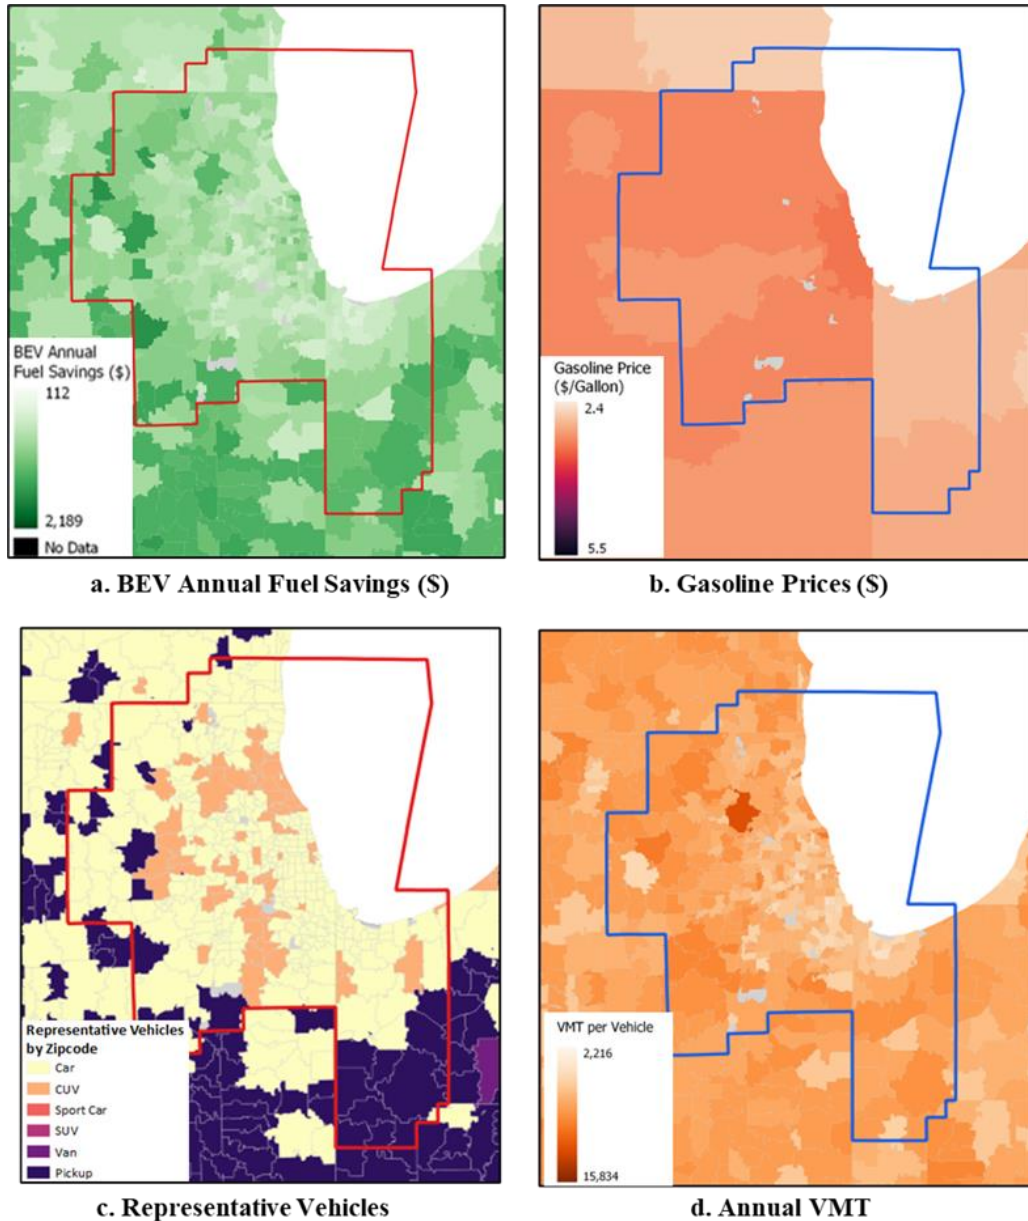 BEV Annual
Fuel Savings ($)
112
2,189
No Data
Gasoline Price
($/Gallon)
2.4
5.5
a. BEV Annual Fuel Savings ($)
b. Gasoline Prices ($)
Representative Vehicles
by Zipcode
Car
CUV
Sport Car
SUV
Van
Pickup
VMT per Vehicle
2,216
15,834
c. Representative Vehicles
d. Annual VMT